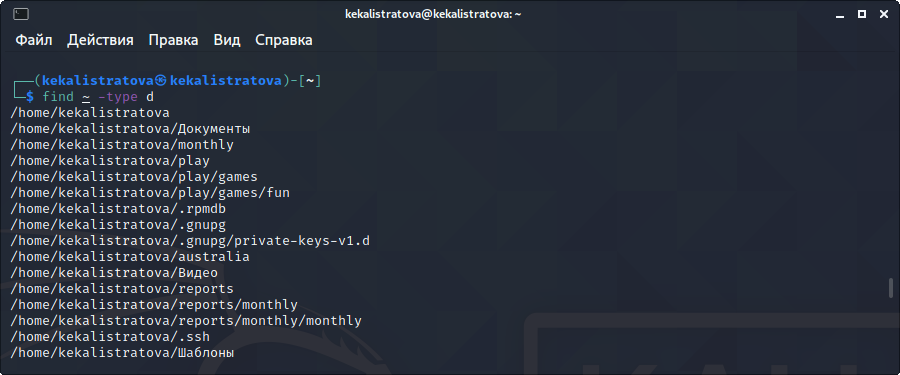 kekalistratova@kekalistratova: ~
Файл Действия Правка Вид Справка
┌──(kekalistratova㉿kekalistratova)-[~]
└─$ find ~ -type d
/home/kekalistratova
/home/kekalistratova/Документы
/home/kekalistratova/monthly
/home/kekalistratova/play
/home/kekalistratova/play/games
/home/kekalistratova/play/games/fun
/home/kekalistratova/.rpmdb
/home/kekalistratova/.gnupg
/home/kekalistratova/.gnupg/private-keys-v1.d
/home/kekalistratova/australia
/home/kekalistratova/Видео
/home/kekalistratova/reports
/home/kekalistratova/reports/monthly
/home/kekalistratova/reports/monthly/monthly
/home/kekalistratova/.ssh
/home/kekalistratova/Шаблоны